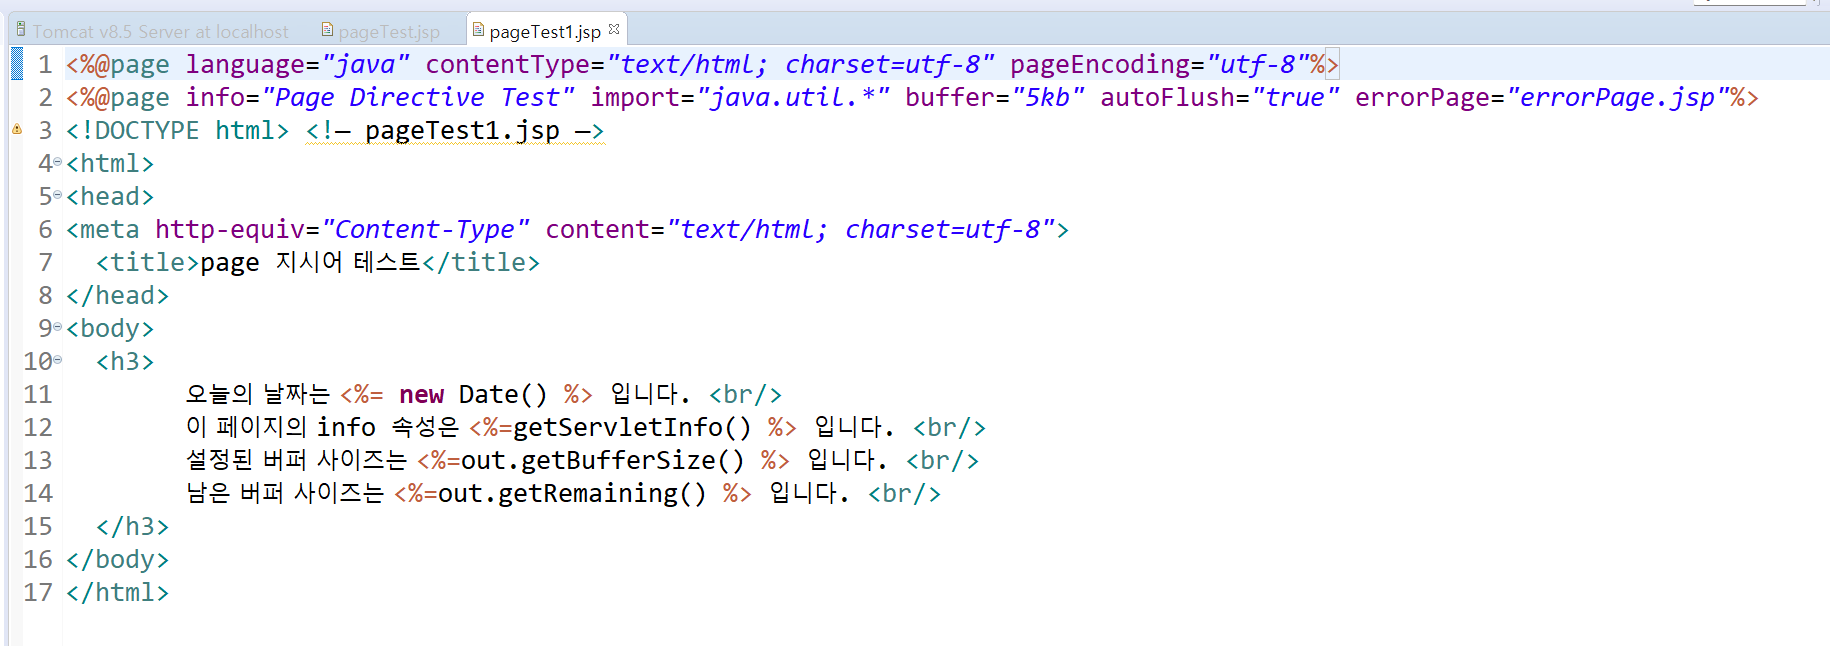 Tomcat v8.5 Server at localhost pageTest.jsp pageTest1.jsp
1 <%@page language="java" contentType="text/html; charset=utf-8" pageEncoding="utf-8"%>
2 <%@page info="Page Directive Test" import="java.util.*" buffer="5kb" autoFlush="true" errorPage="errorPage.jsp"%>
3 <!DOCTYPE html> <!— pageTest1.jsp —>
4 <html>
5 <head>
6 <meta http-equiv="Content-Type" content="text/html; charset=utf-8">
7 <title>page 지시어 테스트</title>
8 </head>
9 <body>
10 <h3>
11 오늘의 날짜는 <%= new Date() %> 입니다. <br/>
12 이 페이지의 info 속성은 <%=getServletInfo() %> 입니다. <br/>
13 설정된 버퍼 사이즈는 <%=out.getBufferSize() %> 입니다. <br/>
14 남은 버퍼 사이즈는 <%=out.getRemaining() %> 입니다. <br/>
15 </h3>
16 </body>
17 </html>